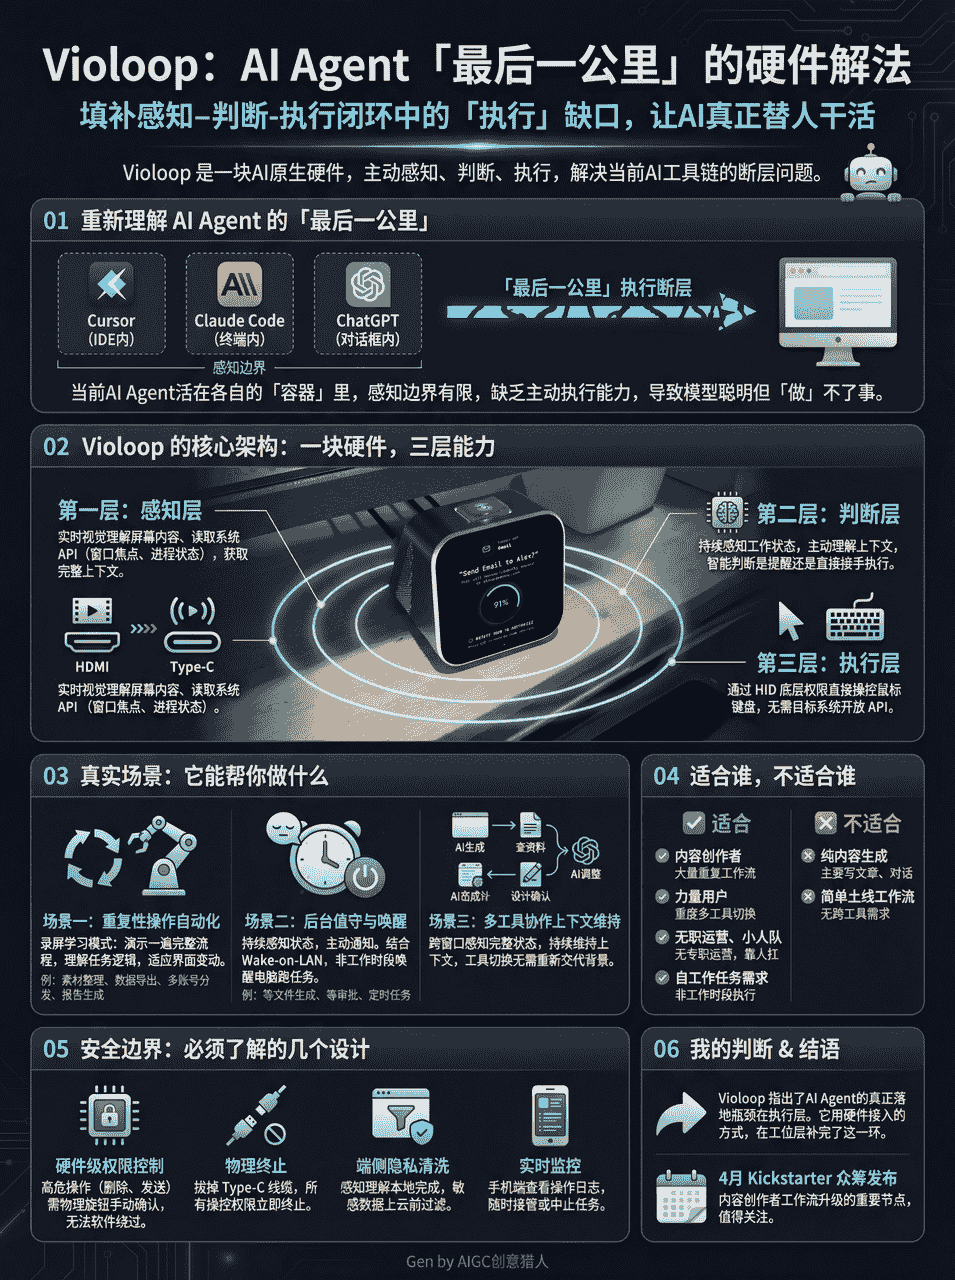 Violoop：AI Agent「最后一公里」的硬件解法
填补感知–判断-执行闭环中的「执行」缺口，让AI真正替人干活
Violoop 是一块AI原生硬件，主动感知、判断、执行，解决当前AI工具链的断层问题。
01 重新理解 AI Agent 的「最后一公里」
Cursor
（IDE内）
Claude Code
（终端内）
ChatGPT
（对话框内）
感知边界
「最后一公里」执行断层
当前AI Agent活在各自的「容器」里，感知边界有限，缺乏主动执行能力，导致模型聪明但「做」不了事。
02 Violoop 的核心架构：一块硬件，三层能力
第一层：感知层
实时视觉理解屏幕内容、读取系统
API（窗口焦点、进程状态），获取
完整上下文。
HDMI
Type-C
实时视觉理解屏幕内容、读取系统
API（窗口焦点、进程状态）。
Email
"Send Email to Alex?"
91%
第二层：判断层
持续感知工作状态，主动理解上下文，
智能判断是提醒还是直接接手执行。
第三层：执行层
通过 HID 底层权限直接操控鼠标
键盘，无需目标系统开放 API。
03 真实场景：它能帮你做什么
场景一：重复性操作自动化
录屏学习模式：演示一遍完整流
程，理解任务逻辑，适应界面变动。
例：素材整理、数据导出、多账号分
发、报告生成
场景二：后台值守与唤醒
持续感知状态，主动通知。结合
Wake-on-LAN，非工作时段唤
醒电脑跑任务。
例：等文件生成、等审批、定时任务
AI生成
查资料
AI调整
设计确认
场景三：多工具协作上下文维持
跨窗口感知完整状态，持续维持上
下文，工具切换无需重新交代背景。
04 适合谁，不适合谁
适合
内容创作者
大量重复工作流
力量用户
重度多工具切换
无职运营、小人队
无专职运营，靠人扛
自工作任务需求
非工作时段执行
不适合
纯内容生成
主要写文章、对话
简单土线工作流
无跨工具需求
05 安全边界：必须了解的几个设计
硬件级权限控制
高危操作（删除、发送）
需物理旋钮手动确认，
无法软件绕过。
物理终止
拔掉 Type-C 线缆，所
有操控权限立即终止。
端侧隐私清洗
感知理解本地完成，敏
感数据上云前过滤。
实时监控
手机端查看操作日志，
随时接管或中止任务。
06 我的判断 & 结语
Violoop 指出了AI Agent的真正落
地瓶颈在执行层。它用硬件接入的
方式，在工位层补完了这一环。
4月 Kickstarter 众筹发布
内容创作者工作流升级的重要节点，
值得关注。
Gen by AIGC创意猎人